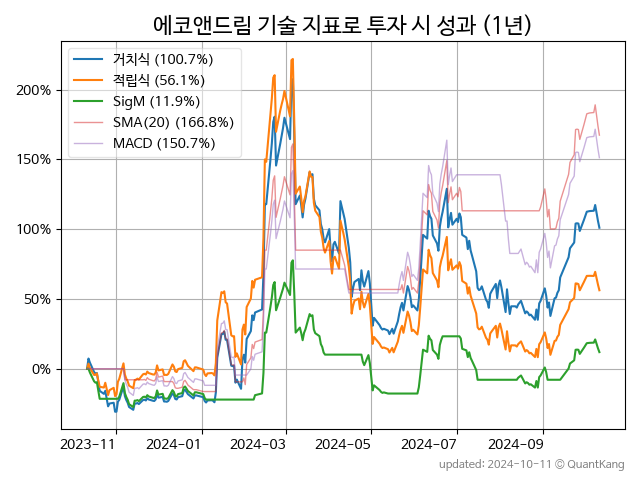 에코앤드림 기술 지표로 투자 시 성과 (1년)
거치식 (100.7%)
적립식 (56.1%)
SigM (11.9%)
SMA(20) (166.8%)
MACD (150.7%)
200%
150%
100%
50%
0%
2023-11 2024-01 2024-03 2024-05 2024-07 2024-09
updated: 2024-10-11 © QuantKang